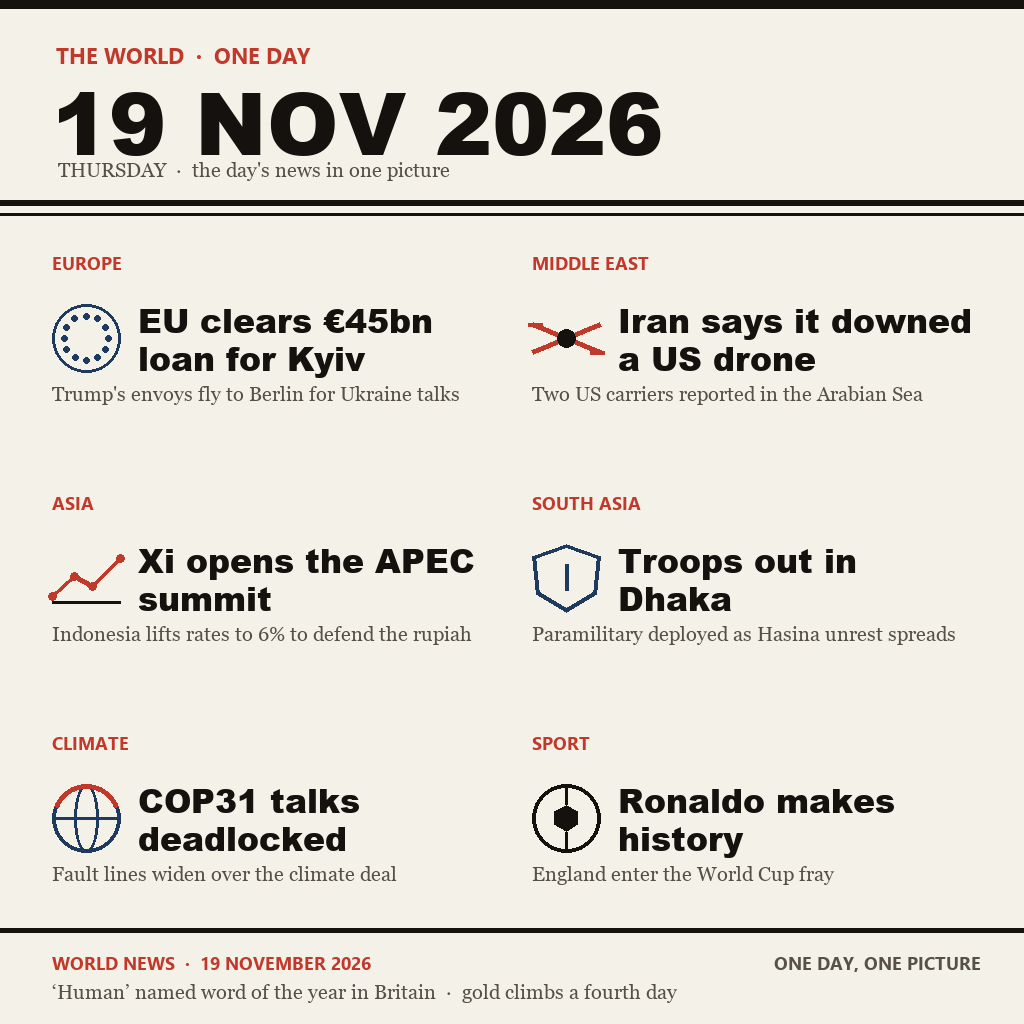 THE WORLD · ONE DAY
19 NOV 2026
THURSDAY · the day's news in one picture
EUROPE
EU clears €45bn
loan for Kyiv
Trump's envoys fly to Berlin for Ukraine talks
MIDDLE EAST
Iran says it downed
a US drone
Two US carriers reported in the Arabian Sea
ASIA
Xi opens the APEC
summit
Indonesia lifts rates to 6% to defend the rupiah
SOUTH ASIA
Troops out in
Dhaka
Paramilitary deployed as Hasina unrest spreads
CLIMATE
COP31 talks
deadlocked
Fault lines widen over the climate deal
SPORT
Ronaldo makes
history
England enter the World Cup fray
WORLD NEWS · 19 NOVEMBER 2026
ONE DAY, ONE PICTURE
‘Human’ named word of the year in Britain · gold climbs a fourth day